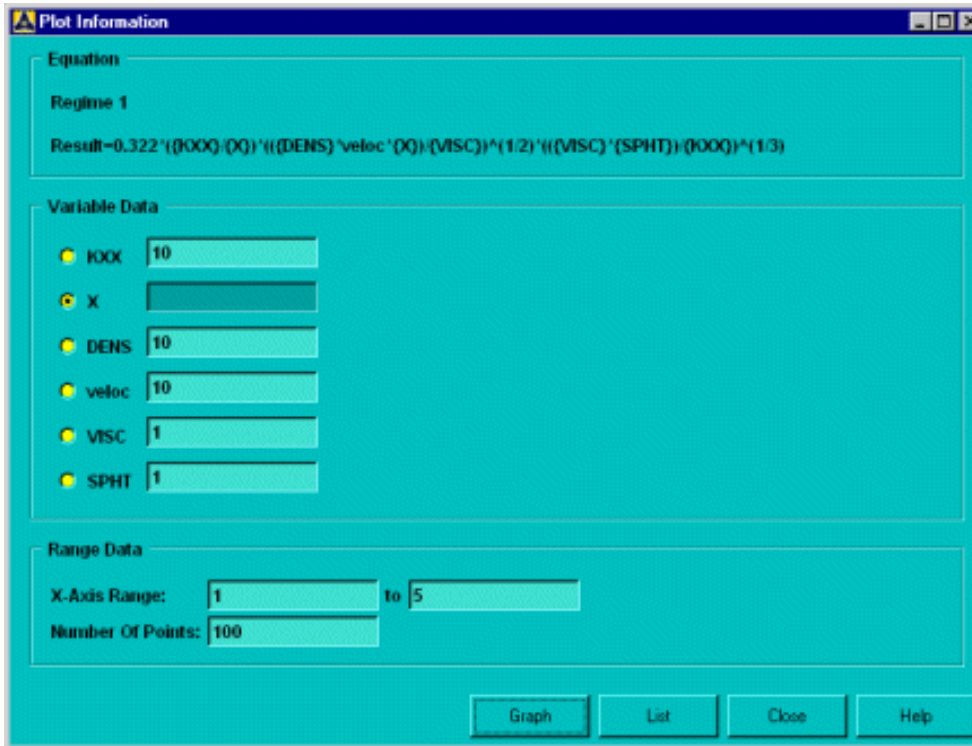 Plot Information
Equation
Regime 1
Result=0.322*({KXX}/{X})*(({DENS}*veloc*{X})/{VISC})^(1/2)*(({VISC}*{SPHT})/{KXX})^(1/3)
Variable Data
KXX 10
X
DENS 10
veloc 10
VISC 1
SPHT 1
Range Data
X-Axis Range: 1 to 5
Number Of Points: 100
Graph List Close Help